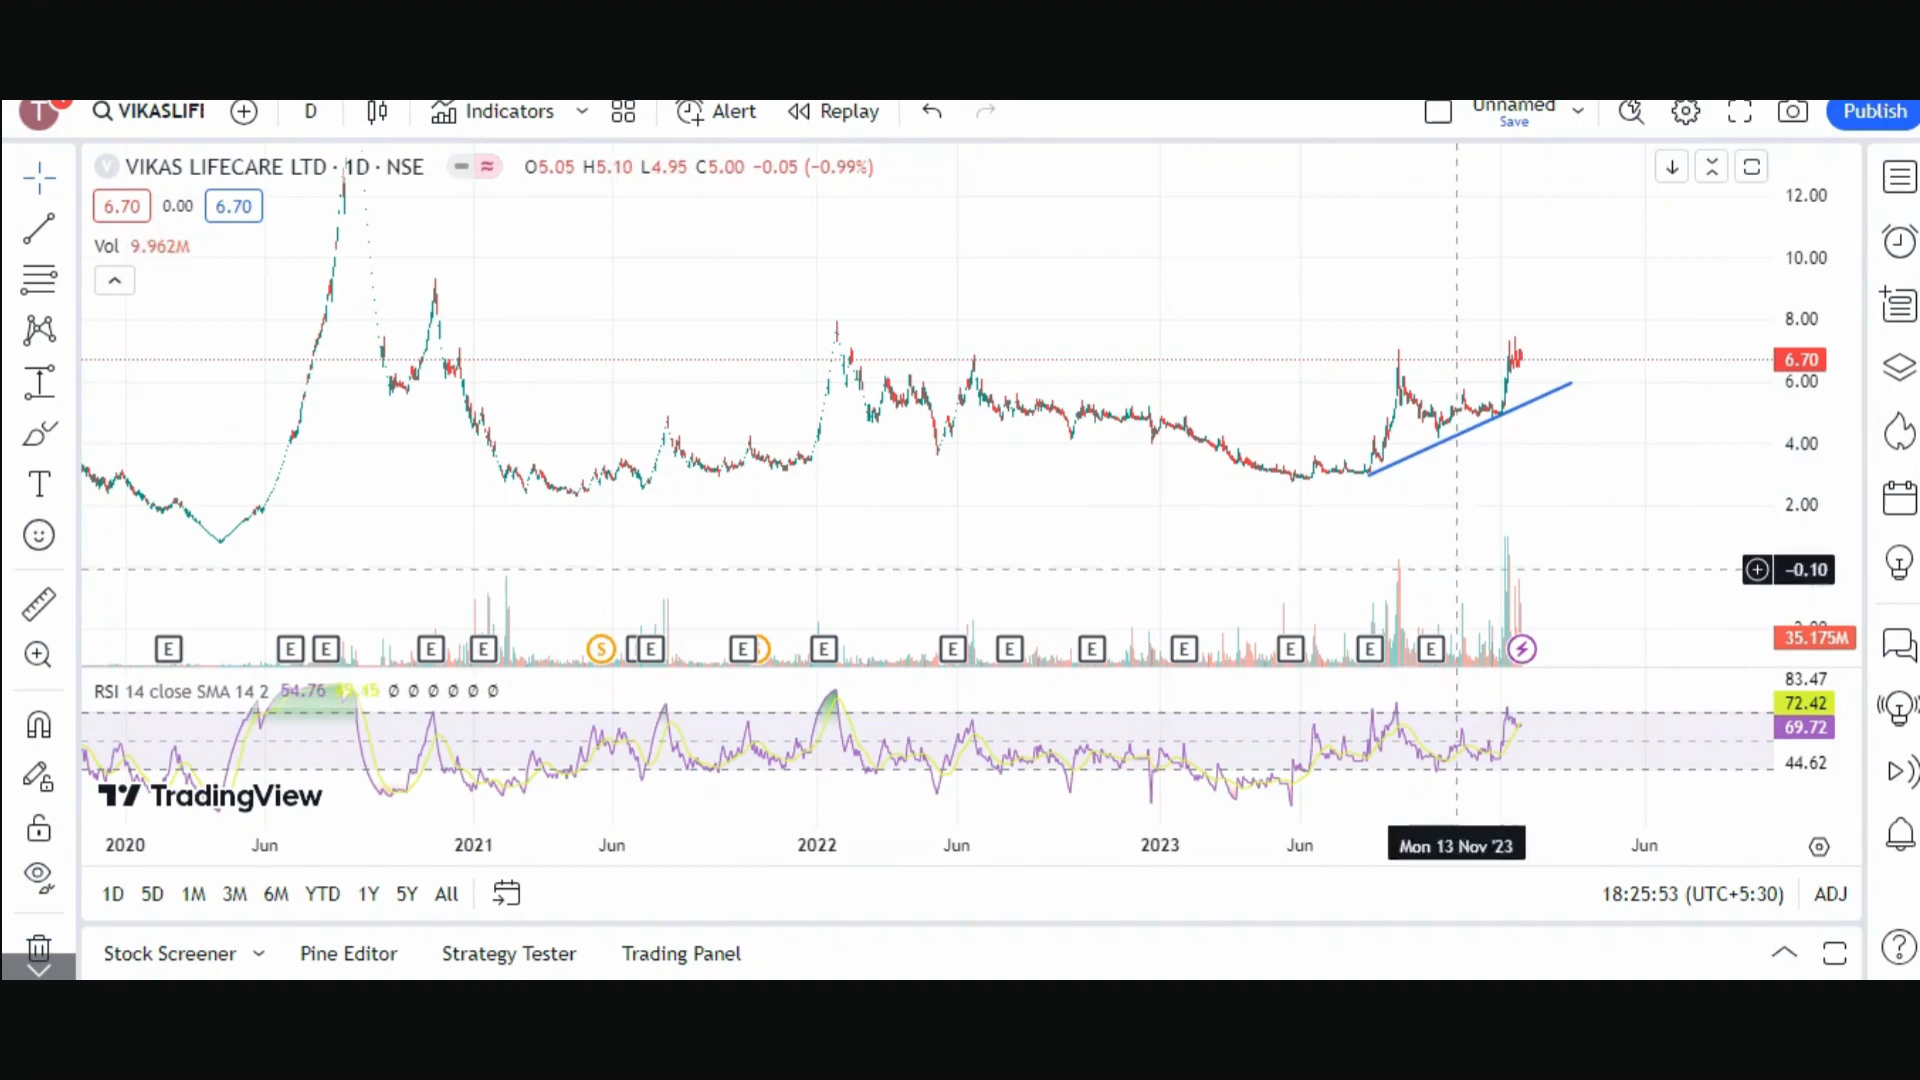 T VIKASLIFI D Indicators Alert Replay Unnamed Save Publish
VIKAS LIFECARE LTD · 1D · NSE O5.05 H5.10 L4.95 C5.00 −0.05 (−0.99%)
6.70 0.00 6.70
Vol 9.962M
12.00
10.00
8.00
6.70
6.00
4.00
2.00
−0.10
35.175M
E E E E E S E E E E E E E E E E
RSI 14 close SMA 14 2 54.76 Ø Ø Ø Ø Ø Ø
83.47
72.42
69.72
44.62
TradingView
2020 Jun 2021 Jun 2022 Jun 2023 Jun Mon 13 Nov '23 Jun
1D 5D 1M 3M 6M YTD 1Y 5Y All 18:25:53 (UTC+5:30) ADJ
Stock Screener Pine Editor Strategy Tester Trading Panel